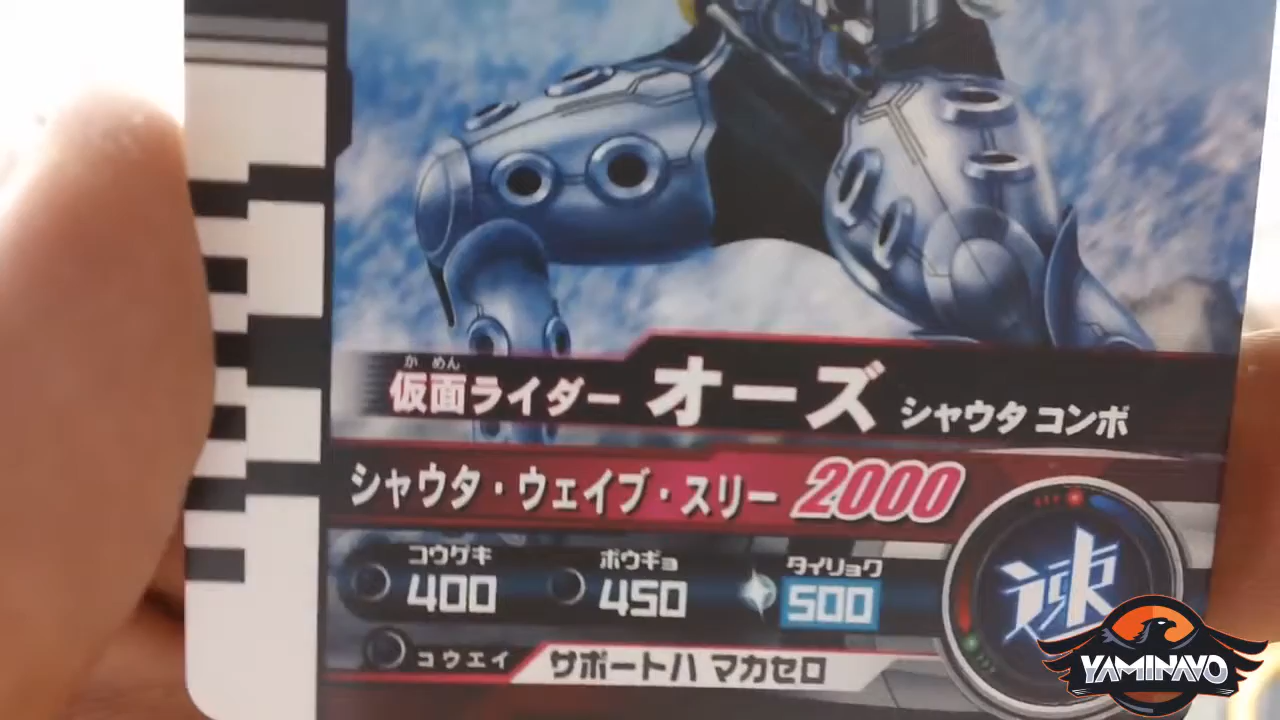 かめん
仮面ライダー オーズ シャウタ コンボ
シャウタ・ウェイブ・スリー 2000
コウゲキ ボウギョ タイリョク
400 450 500
速
コウエイ サポートハ マカセロ
YAMINAVO